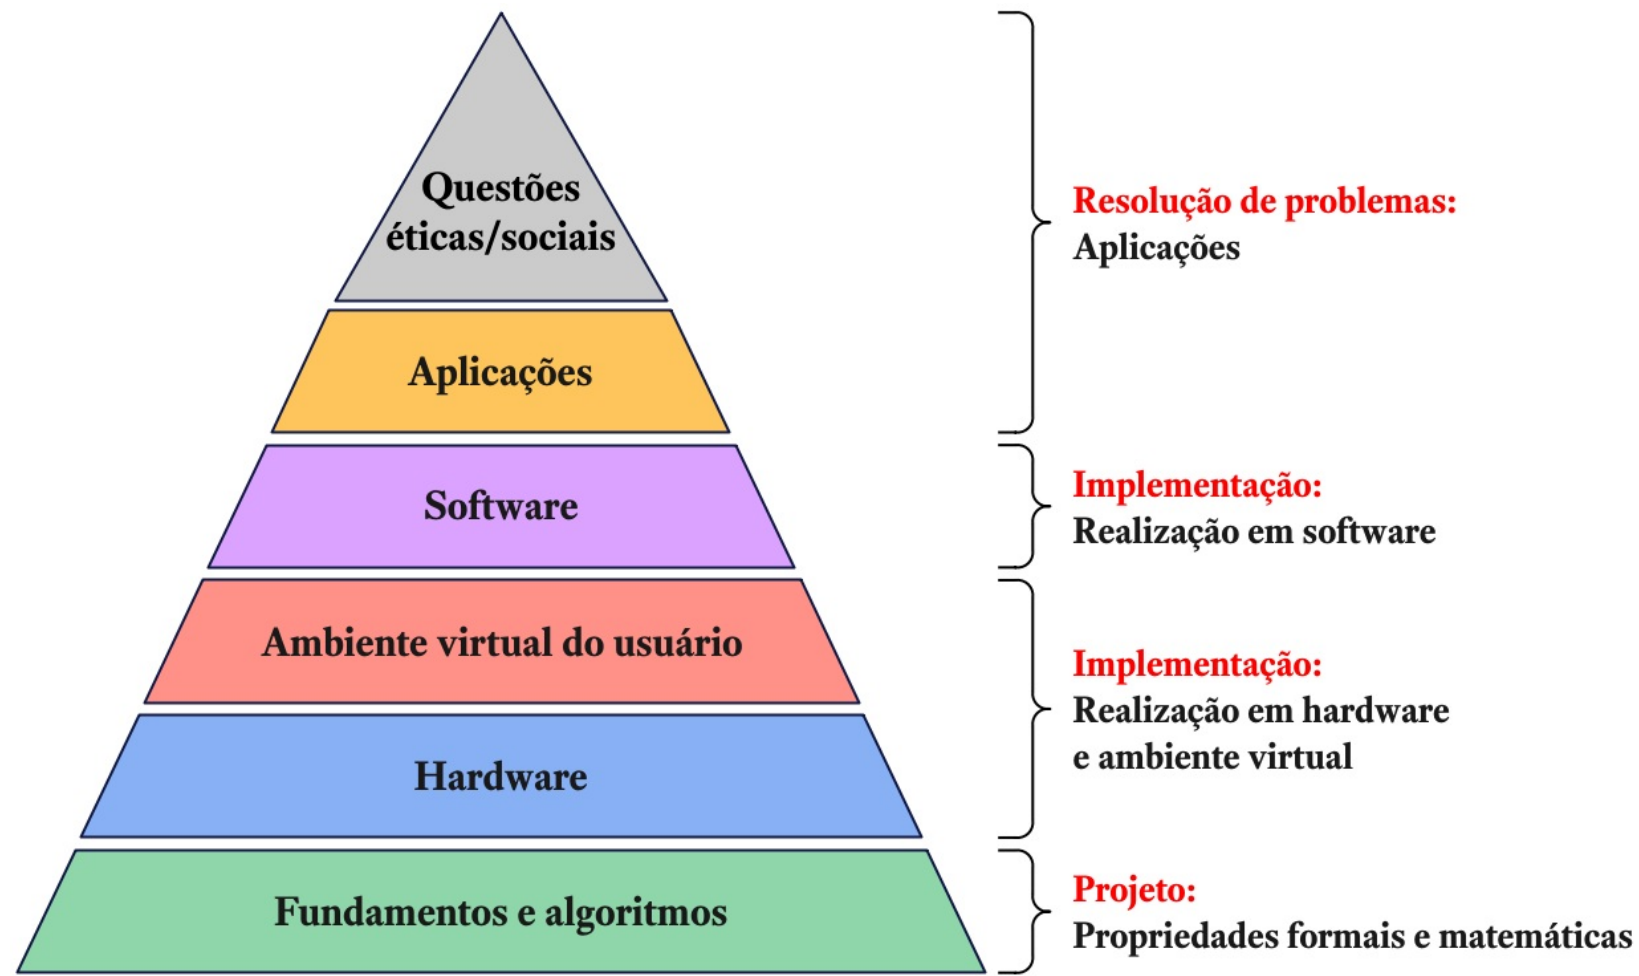 Questões
éticas/sociais
Aplicações
Software
Ambiente virtual do usuário
Hardware
Fundamentos e algoritmos
Resolução de problemas:
Aplicações
Implementação:
Realização em software
Implementação:
Realização em hardware
e ambiente virtual
Projeto:
Propriedades formais e matemáticas